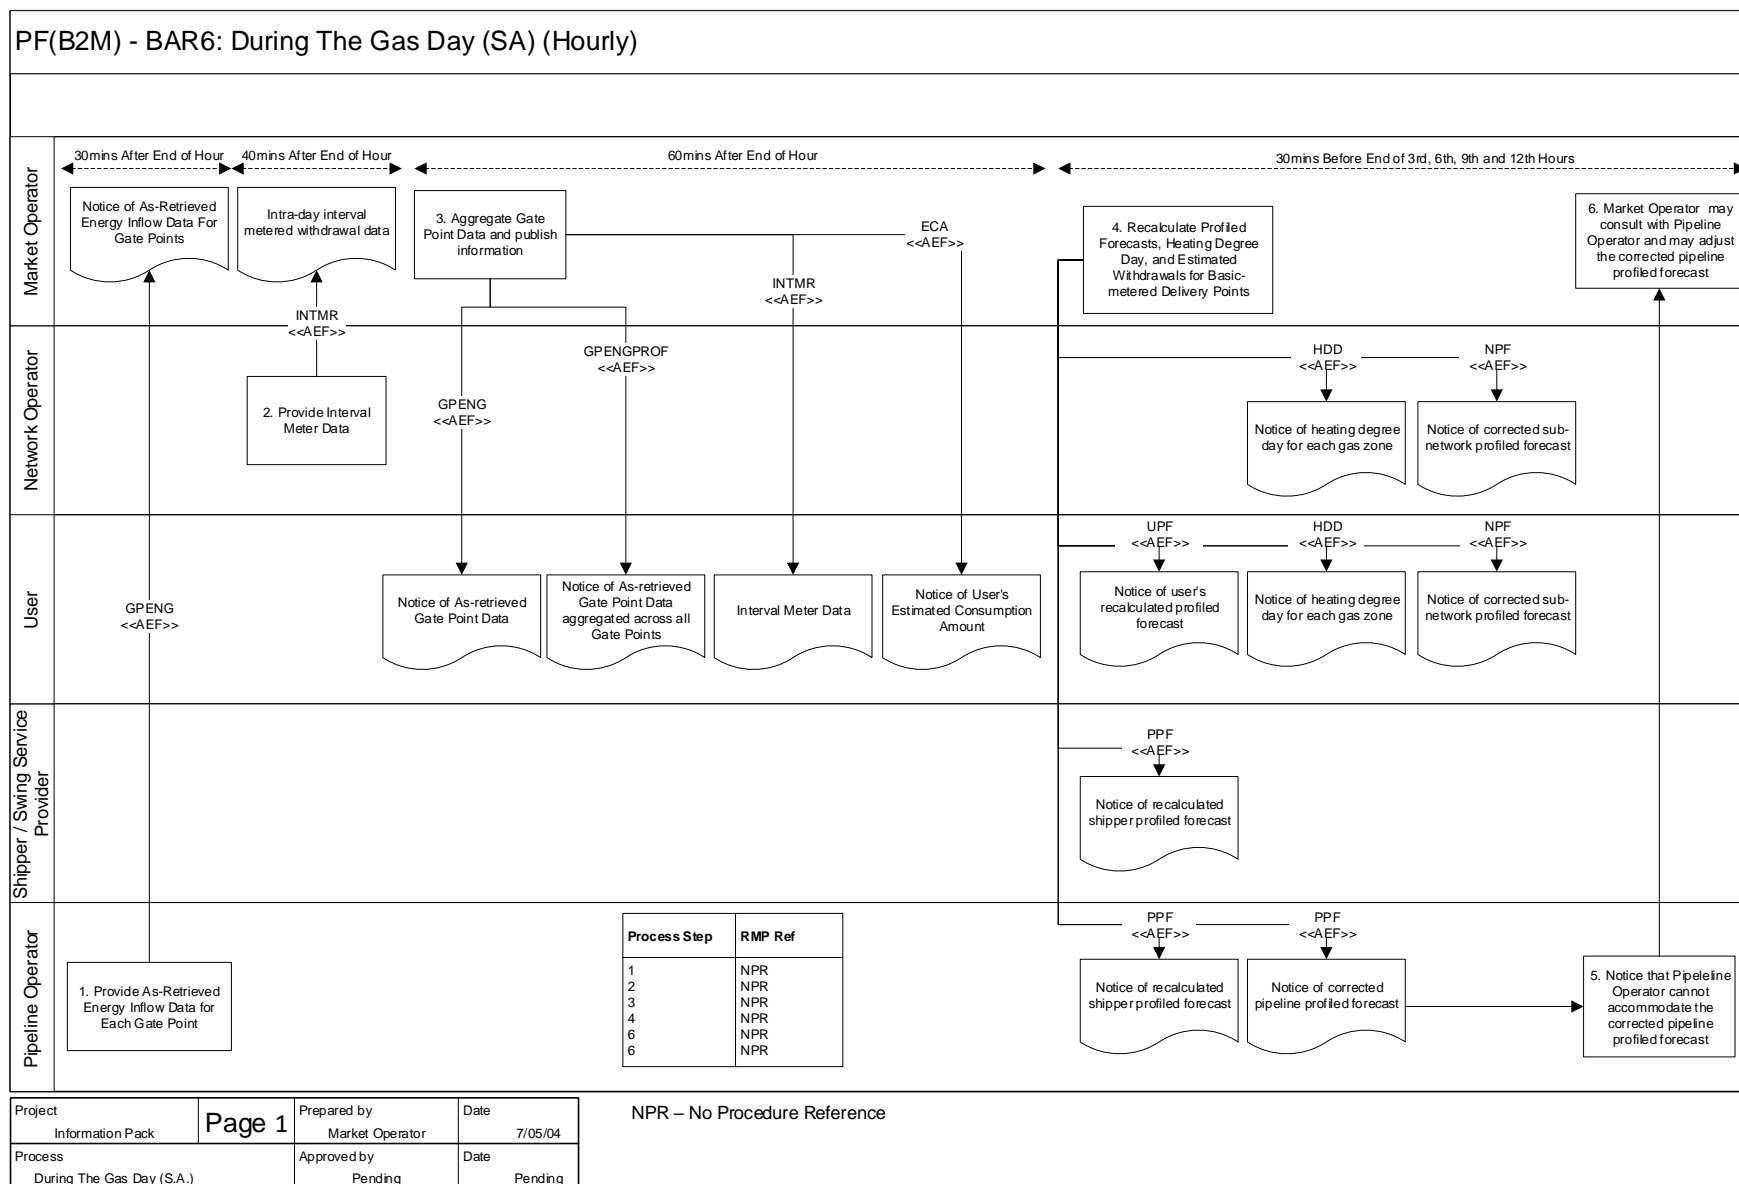 PF(B2M) - BAR6: During The Gas Day (SA) (Hourly)
Market Operator
30mins After End of Hour
40mins After End of Hour
60mins After End of Hour
30mins Before End of 3rd, 6th, 9th and 12th Hours
Notice of As-Retrieved
Energy Inflow Data For
Gate Points
Intra-day interval
metered withdrawal data
3. Aggregate Gate
Point Data and publish
information
ECA
<<AEF>>
INTMR
<<AEF>>
4. Recalculate Profiled
Forecasts, Heating Degree
Day, and Estimated
Withdrawals for Basic-
metered Delivery Points
6. Market Operator may
consult with Pipeline
Operator and may adjust
the corrected pipeline
profiled forecast
INTMR
<<AEF>>
Network Operator
2. Provide Interval
Meter Data
GPENG
<<AEF>>
GPENGPROF
<<AEF>>
HDD
<<AEF>>
NPF
<<AEF>>
Notice of heating degree
day for each gas zone
Notice of corrected sub-
network profiled forecast
User
GPENG
<<AEF>>
Notice of As-retrieved
Gate Point Data
Notice of As-retrieved
Gate Point Data
aggregated across all
Gate Points
Interval Meter Data
Notice of User's
Estimated Consumption
Amount
UPF
<<AEF>>
HDD
<<AEF>>
NPF
<<AEF>>
Notice of user's
recalculated profiled
forecast
Notice of heating degree
day for each gas zone
Notice of corrected sub-
network profiled forecast
Shipper / Swing Service
Provider
PPF
<<AEF>>
Notice of recalculated
shipper profiled forecast
Pipeline Operator
1. Provide As-Retrieved
Energy Inflow Data for
Each Gate Point
Process Step RMP Ref
1 NPR
2 NPR
3 NPR
4 NPR
6 NPR
6 NPR
PPF
<<AEF>>
PPF
<<AEF>>
Notice of recalculated
shipper profiled forecast
Notice of corrected
pipeline profiled forecast
5. Notice that Pipeleline
Operator cannot
accommodate the
corrected pipeline
profiled forecast
Project
Information Pack
Page 1
Prepared by
Market Operator
Date
7/05/04
Process
During The Gas Day (S.A.)
Approved by
Pending
Date
Pending
NPR – No Procedure Reference